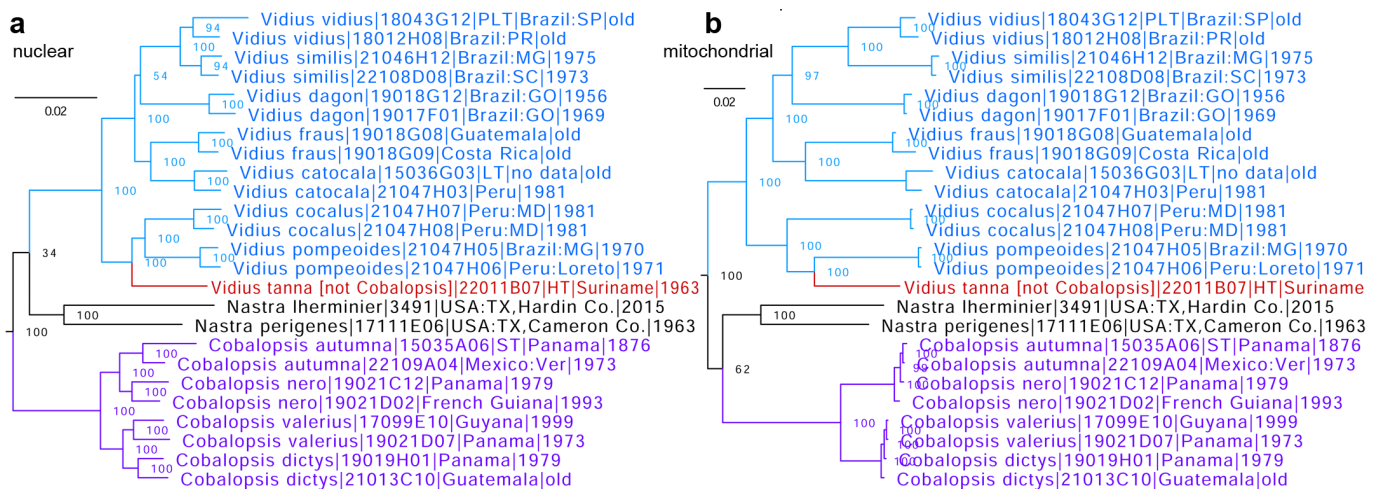 a
nuclear
0.02
Vidius vidius|18043G12|PLT|Brazil:SP|old
94
Vidius vidius|18012H08|Brazil:PR|old
100
Vidius similis|21046H12|Brazil:MG|1975
94
Vidius similis|22108D08|Brazil:SC|1973
54
Vidius dagon|19018G12|Brazil:GO|1956
100
Vidius dagon|19017F01|Brazil:GO|1969
100
Vidius fraus|19018G08|Guatemala|old
100
Vidius fraus|19018G09|Costa Rica|old
100
Vidius catocala|15036G03|LT|no data|old
100
Vidius catocala|21047H03|Peru|1981
100
Vidius cocalus|21047H07|Peru:MD|1981
100
Vidius cocalus|21047H08|Peru:MD|1981
100
Vidius pompeoides|21047H05|Brazil:MG|1970
100
Vidius pompeoides|21047H06|Peru:Loreto|1971
100
34
Vidius tanna [not Cobalopsis]|22011B07|HT|Suriname|1963
Nastra lherminier|3491|USA:TX,Hardin Co.|2015
100
Nastra perigenes|17111E06|USA:TX,Cameron Co.|1963
100
Cobalopsis autumna|15035A06|ST|Panama|1876
100
Cobalopsis autumna|22109A04|Mexico:Ver|1973
100
Cobalopsis nero|19021C12|Panama|1979
100
Cobalopsis nero|19021D02|French Guiana|1993
100
Cobalopsis valerius|17099E10|Guyana|1999
100
Cobalopsis valerius|19021D07|Panama|1973
100
Cobalopsis dictys|19019H01|Panama|1979
100
Cobalopsis dictys|21013C10|Guatemala|old
b
mitochondrial
0.02
Vidius vidius|18043G12|PLT|Brazil:SP|old
100
Vidius vidius|18012H08|Brazil:PR|old
100
Vidius similis|21046H12|Brazil:MG|1975
100
Vidius similis|22108D08|Brazil:SC|1973
97
Vidius dagon|19018G12|Brazil:GO|1956
100
Vidius dagon|19017F01|Brazil:GO|1969
100
Vidius fraus|19018G08|Guatemala|old
100
Vidius fraus|19018G09|Costa Rica|old
100
Vidius catocala|15036G03|LT|no data|old
100
Vidius catocala|21047H03|Peru|1981
100
Vidius cocalus|21047H07|Peru:MD|1981
100
Vidius cocalus|21047H08|Peru:MD|1981
100
Vidius pompeoides|21047H05|Brazil:MG|1970
100
Vidius pompeoides|21047H06|Peru:Loreto|1971
100
100
Vidius tanna [not Cobalopsis]|22011B07|HT|Suriname
Nastra lherminier|3491|USA:TX,Hardin Co.|2015
100
Nastra perigenes|17111E06|USA:TX,Cameron Co.|1963
62
Cobalopsis autumna|15035A06|ST|Panama|1876
100
Cobalopsis autumna|22109A04|Mexico:Ver|1973
Cobalopsis nero|19021C12|Panama|1979
100
Cobalopsis nero|19021D02|French Guiana|1993
100
Cobalopsis valerius|17099E10|Guyana|1999
100
Cobalopsis valerius|19021D07|Panama|1973
100
Cobalopsis dictys|19019H01|Panama|1979
100
Cobalopsis dictys|21013C10|Guatemala|old